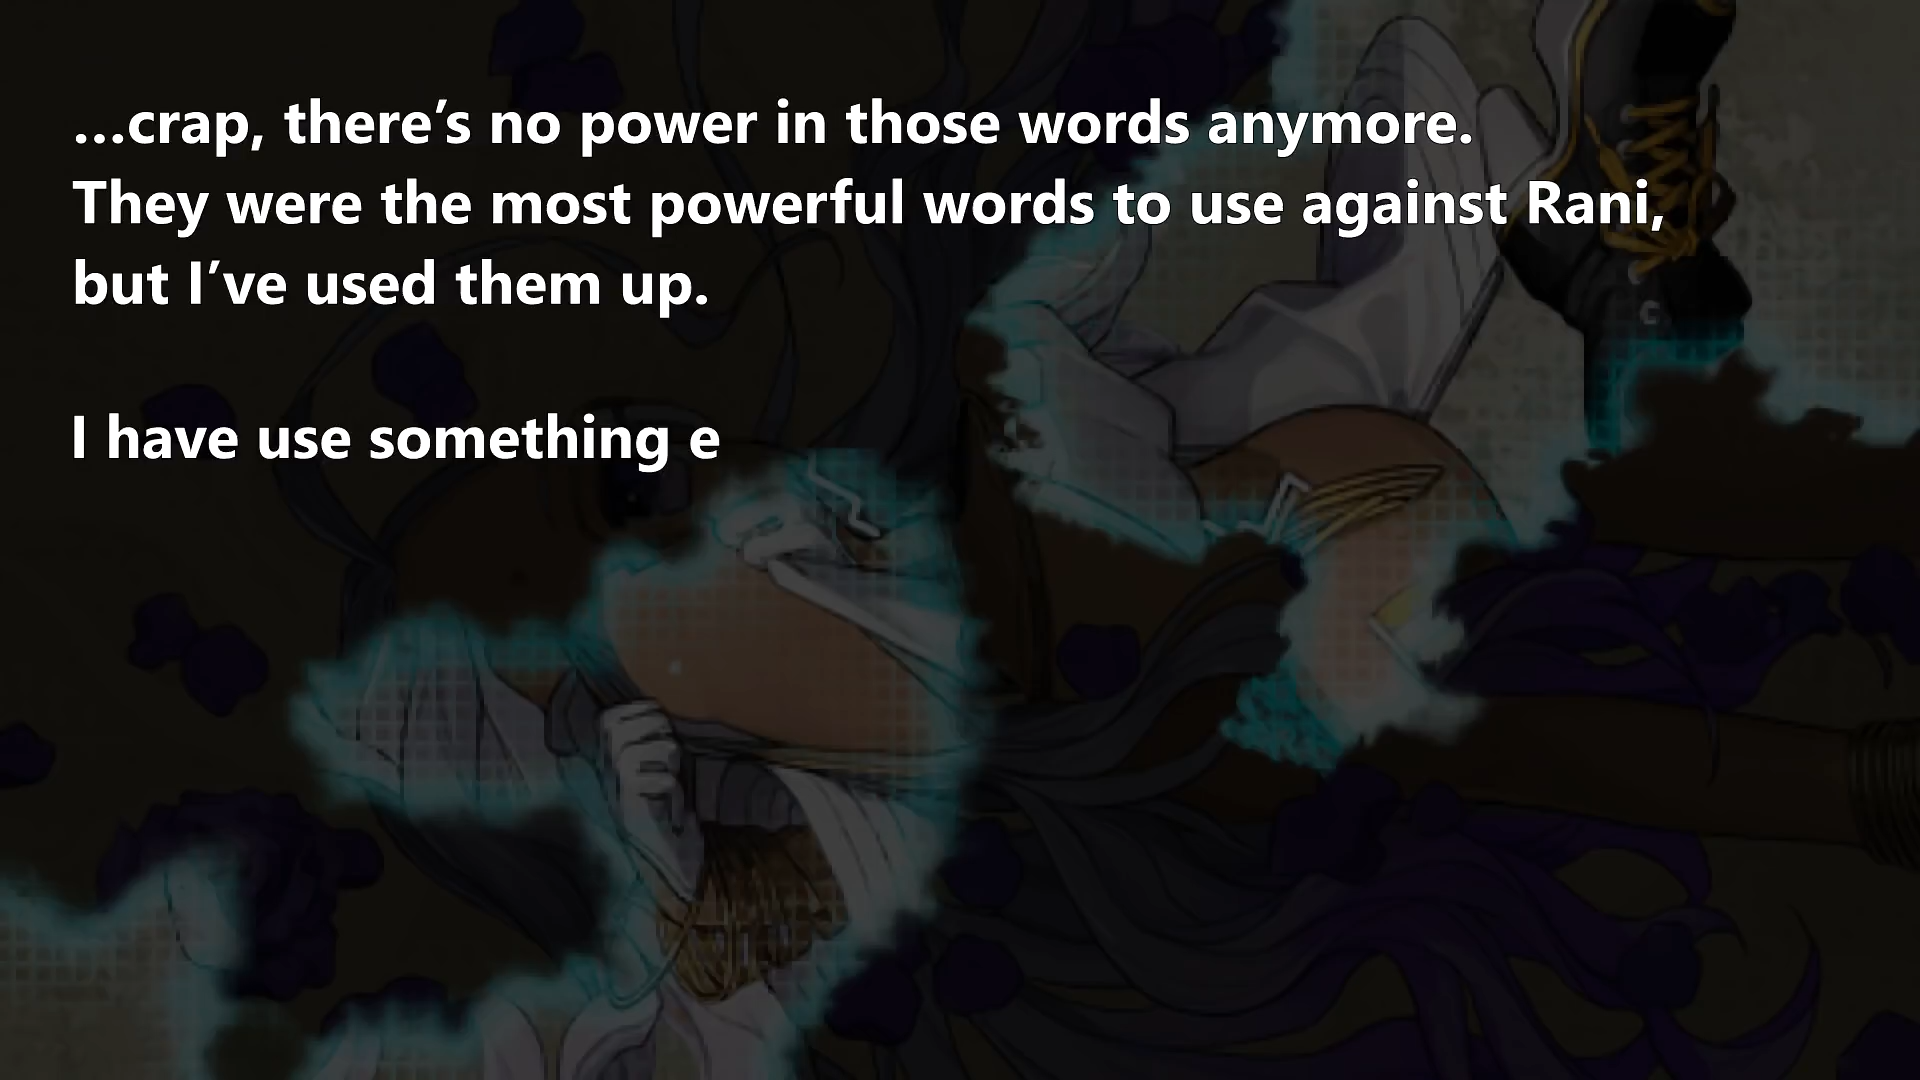 …crap, there’s no power in those words anymore.
They were the most powerful words to use against Rani,
but I’ve used them up.
I have use something e